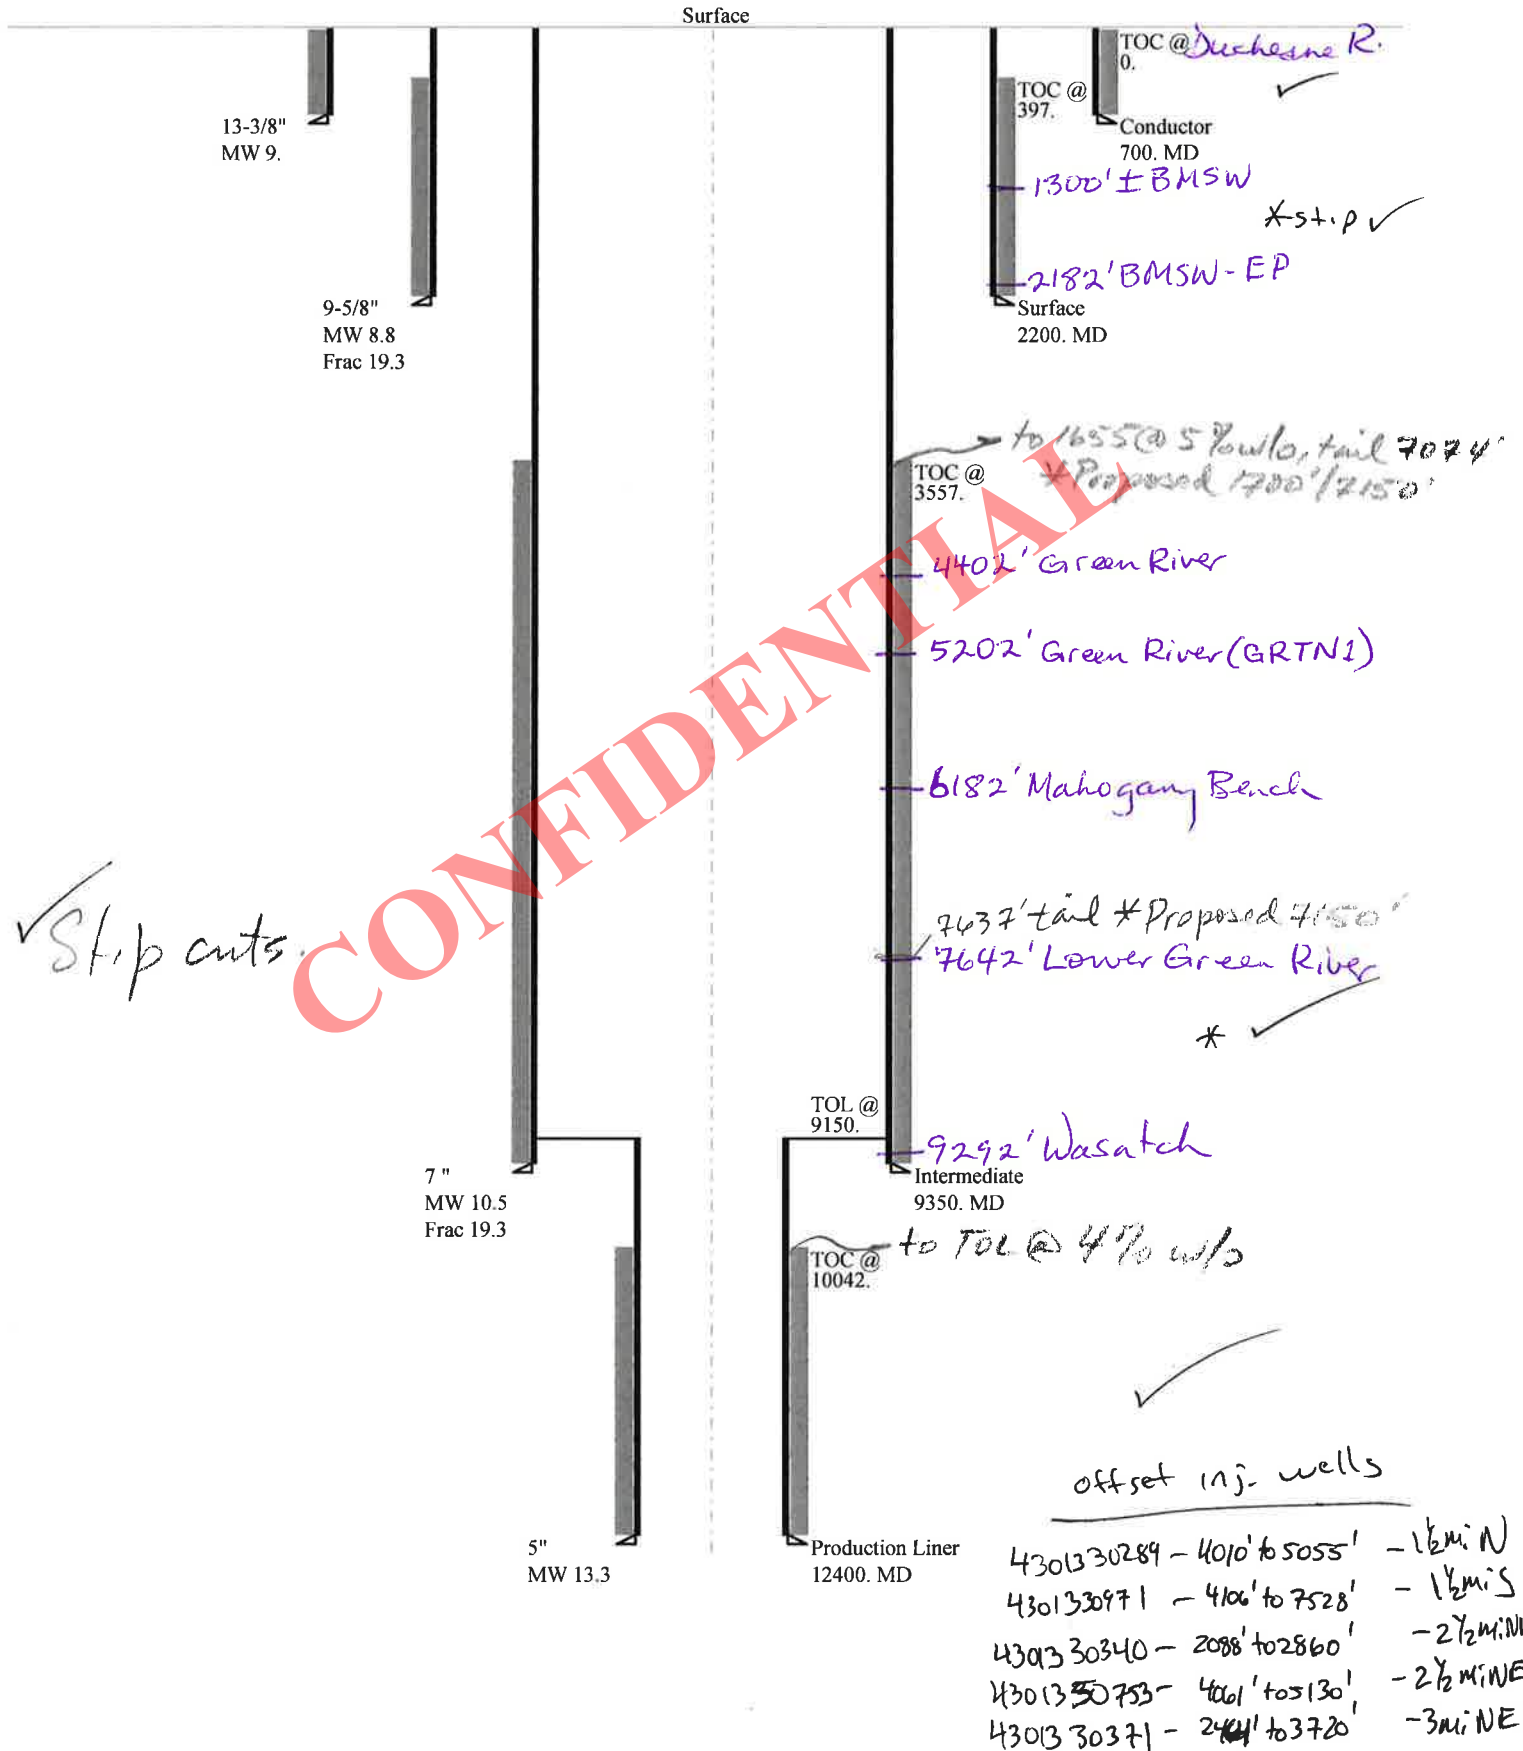 Surface
TOC @ Duchesne R.
0.
TOC @
397.
13-3/8"
MW 9.
Conductor
700. MD
1300' ± BMSW
*stip ✓
2182' BMSW - EP
9-5/8"
MW 8.8
Frac 19.3
Surface
2200. MD
to 1655 @ 5% w/o, tail 7074'
*Proposed 1700'/7150'
TOC @
3557.
4402' Green River
5202' Green River (GRTN1)
6182' Mahogany Bench
CONFIDENTIAL
✓ Stip cuts.
7637' tail *Proposed 7150'
7642' Lower Green River
* ✓
TOL @
9150.
9292' Wasatch
7 "
MW 10.5
Frac 19.3
Intermediate
9350. MD
to TOL @ 4% w/o
TOC @
10042.
✓
5"
MW 13.3
Production Liner
12400. MD
offset inj. wells
4301330289 - 4010' to 5055' - 1½ mi N
4301330971 - 4106' to 7528' - 1½ mi S
4301330340 - 2088' to 2860' - 2½ mi N
4301330753 - 4061' to 5130' - 2½ mi NE
4301330371 - to 3720' - 3 mi NE